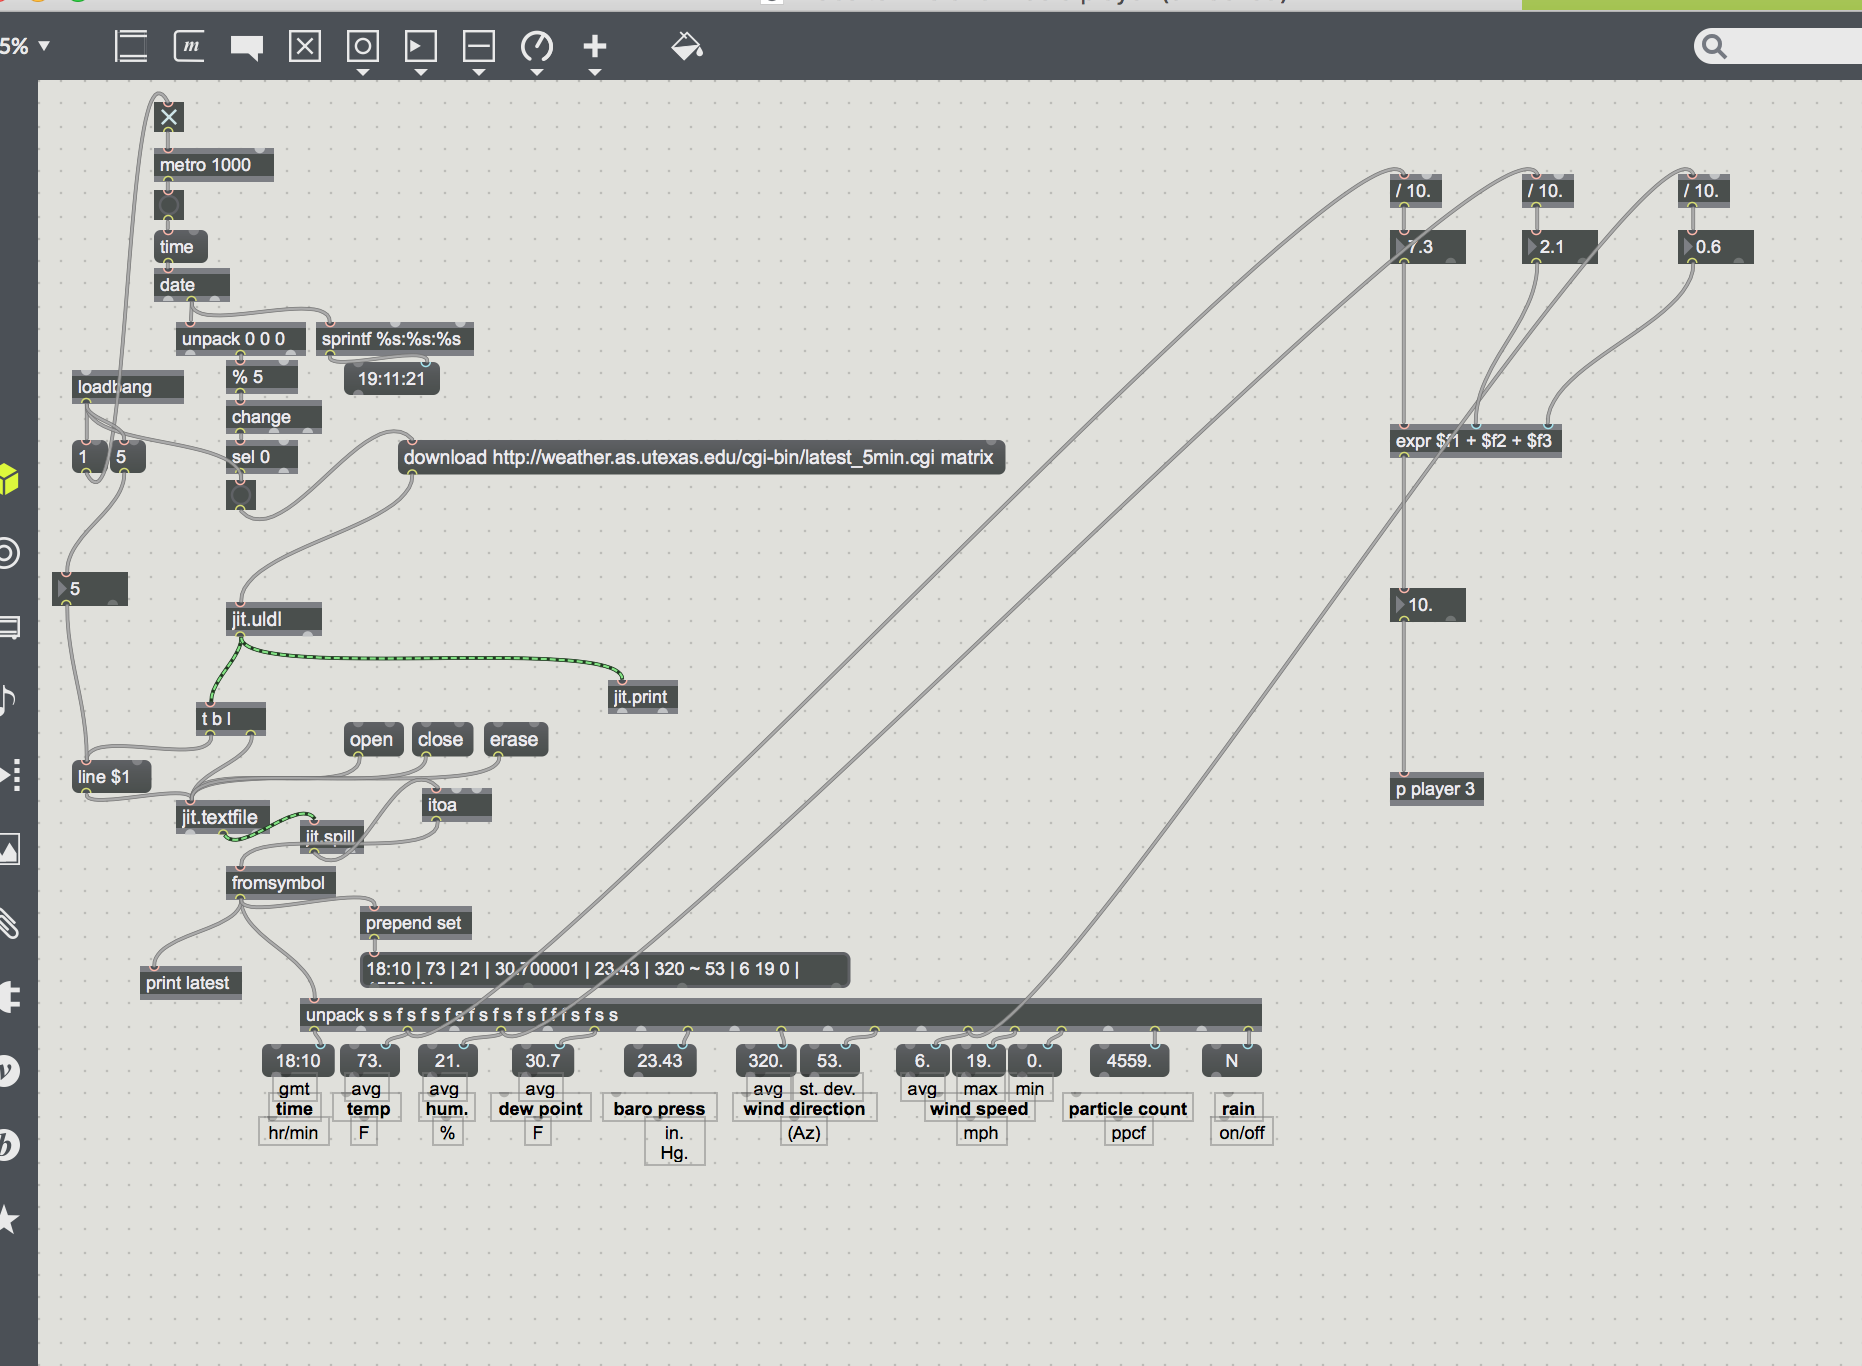 5%
m
metro 1000
time
date
unpack 0 0 0
sprintf %s:%s:%s
% 5
19:11:21
loadbang
change
1
5
sel 0
download http://weather.as.utexas.edu/cgi-bin/latest_5min.cgi matrix
5
jit.uldl
jit.print
t b l
open
close
erase
line $1
itoa
jit.textfile
jit.spill
fromsymbol
prepend set
18:10 | 73 | 21 | 30.700001 | 23.43 | 320 ~ 53 | 6 19 0 |
print latest
unpack s s f s f s f s f s f s f s f f f s f s s
18:10
73.
21.
30.7
23.43
320.
53.
6.
19.
0.
4559.
N
gmt
avg
avg
avg
avg
st. dev.
avg
max
min
time
temp
hum.
dew point
baro press
wind direction
wind speed
particle count
rain
hr/min
F
%
F
in.
Hg.
(Az)
mph
ppcf
on/off
/ 10.
/ 10.
/ 10.
7.3
2.1
0.6
expr $f1 + $f2 + $f3
10.
p player 3